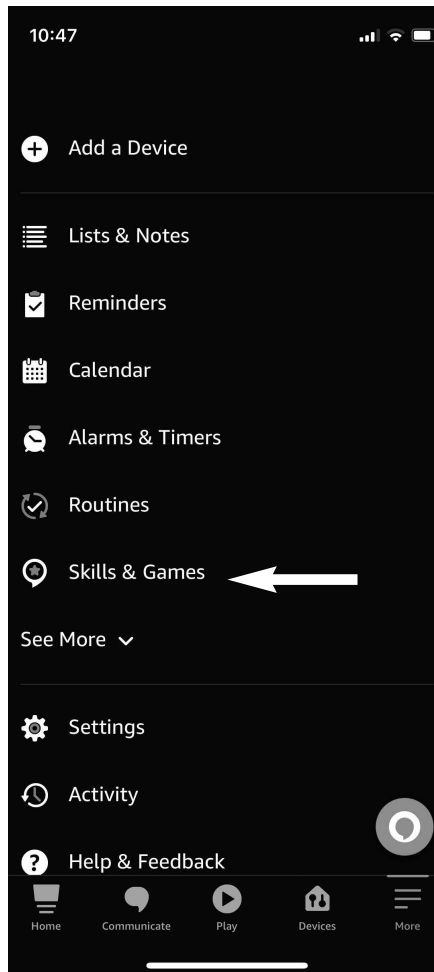 10:47
Add a Device
Lists & Notes
Reminders
Calendar
Alarms & Timers
Routines
Skills & Games
See More
Settings
Activity
Help & Feedback
Home Communicate Play Devices More